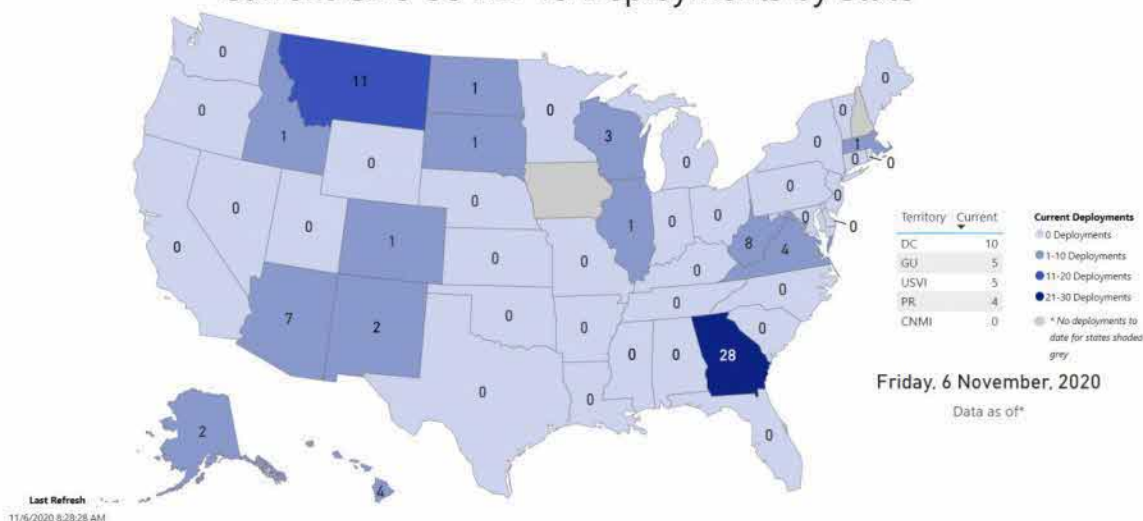 0
11
1
0
0
0
0
0
1
1
3
1
0
0
0
0
0
0
0
0
0
0
0
0
0
8
4
0
0
1
0
0
0
0
7
2
0
0
0
0
0
0
28
0
0
0
0
2
4
Territory Current
DC 10
GU 5
USVI 5
PR 4
CNMI 0
Current Deployments
0 Deployments
1-10 Deployments
11-20 Deployments
21-30 Deployments
* No deployments to
date for states shaded
grey
Friday, 6 November, 2020
Data as of*
Last Refresh
11/6/2020 8:28:28 AM